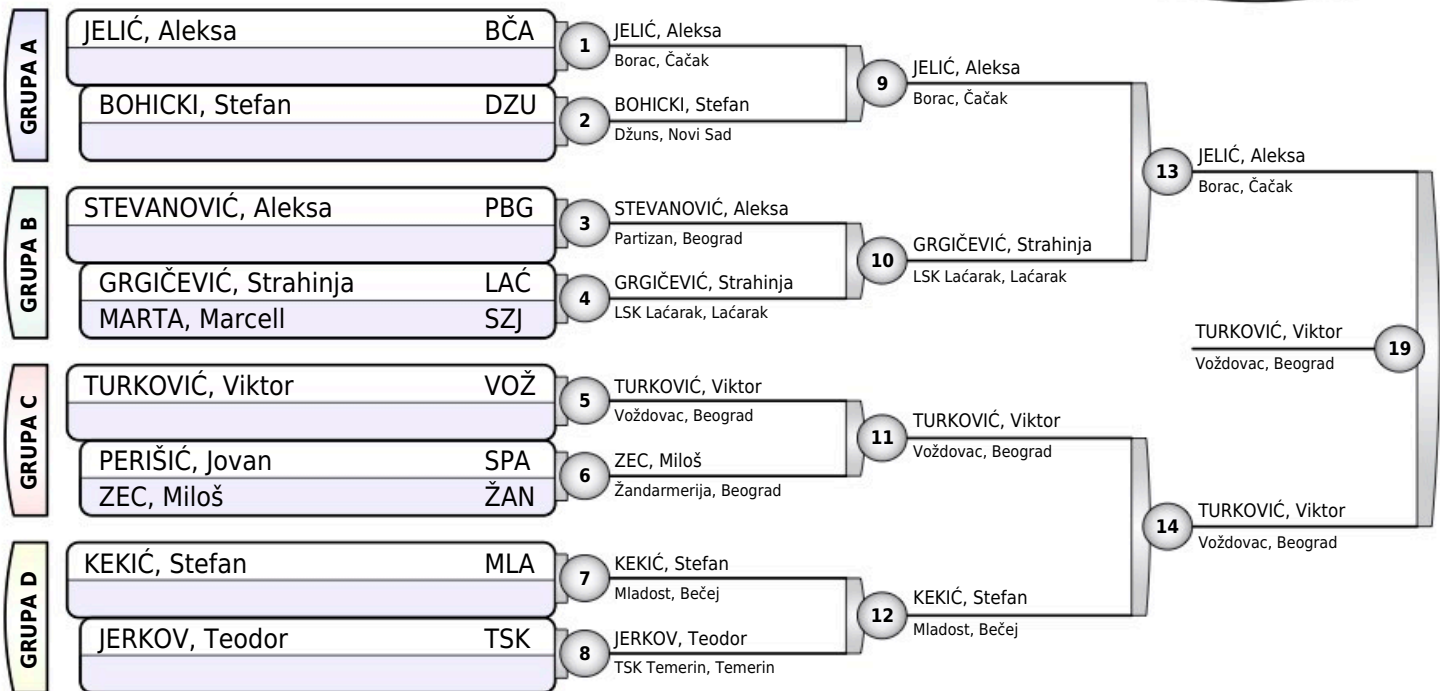 GRUPA A
JELIĆ, Aleksa BČA
BOHICKI, Stefan DZU
GRUPA B
STEVANOVIĆ, Aleksa PBG
GRGIČEVIĆ, Strahinja LAĆ
MARTA, Marcell SZJ
GRUPA C
TURKOVIĆ, Viktor VOŽ
PERIŠIĆ, Jovan SPA
ZEC, Miloš ŽAN
GRUPA D
KEKIĆ, Stefan MLA
JERKOV, Teodor TSK
1
JELIĆ, Aleksa
Borac, Čačak
2
BOHICKI, Stefan
Džuns, Novi Sad
3
STEVANOVIĆ, Aleksa
Partizan, Beograd
4
GRGIČEVIĆ, Strahinja
LSK Laćarak, Laćarak
5
TURKOVIĆ, Viktor
Voždovac, Beograd
6
ZEC, Miloš
Žandarmerija, Beograd
7
KEKIĆ, Stefan
Mladost, Bečej
8
JERKOV, Teodor
TSK Temerin, Temerin
9
JELIĆ, Aleksa
Borac, Čačak
10
GRGIČEVIĆ, Strahinja
LSK Laćarak, Laćarak
11
TURKOVIĆ, Viktor
Voždovac, Beograd
12
KEKIĆ, Stefan
Mladost, Bečej
13
JELIĆ, Aleksa
Borac, Čačak
14
TURKOVIĆ, Viktor
Voždovac, Beograd
TURKOVIĆ, Viktor
Voždovac, Beograd
19